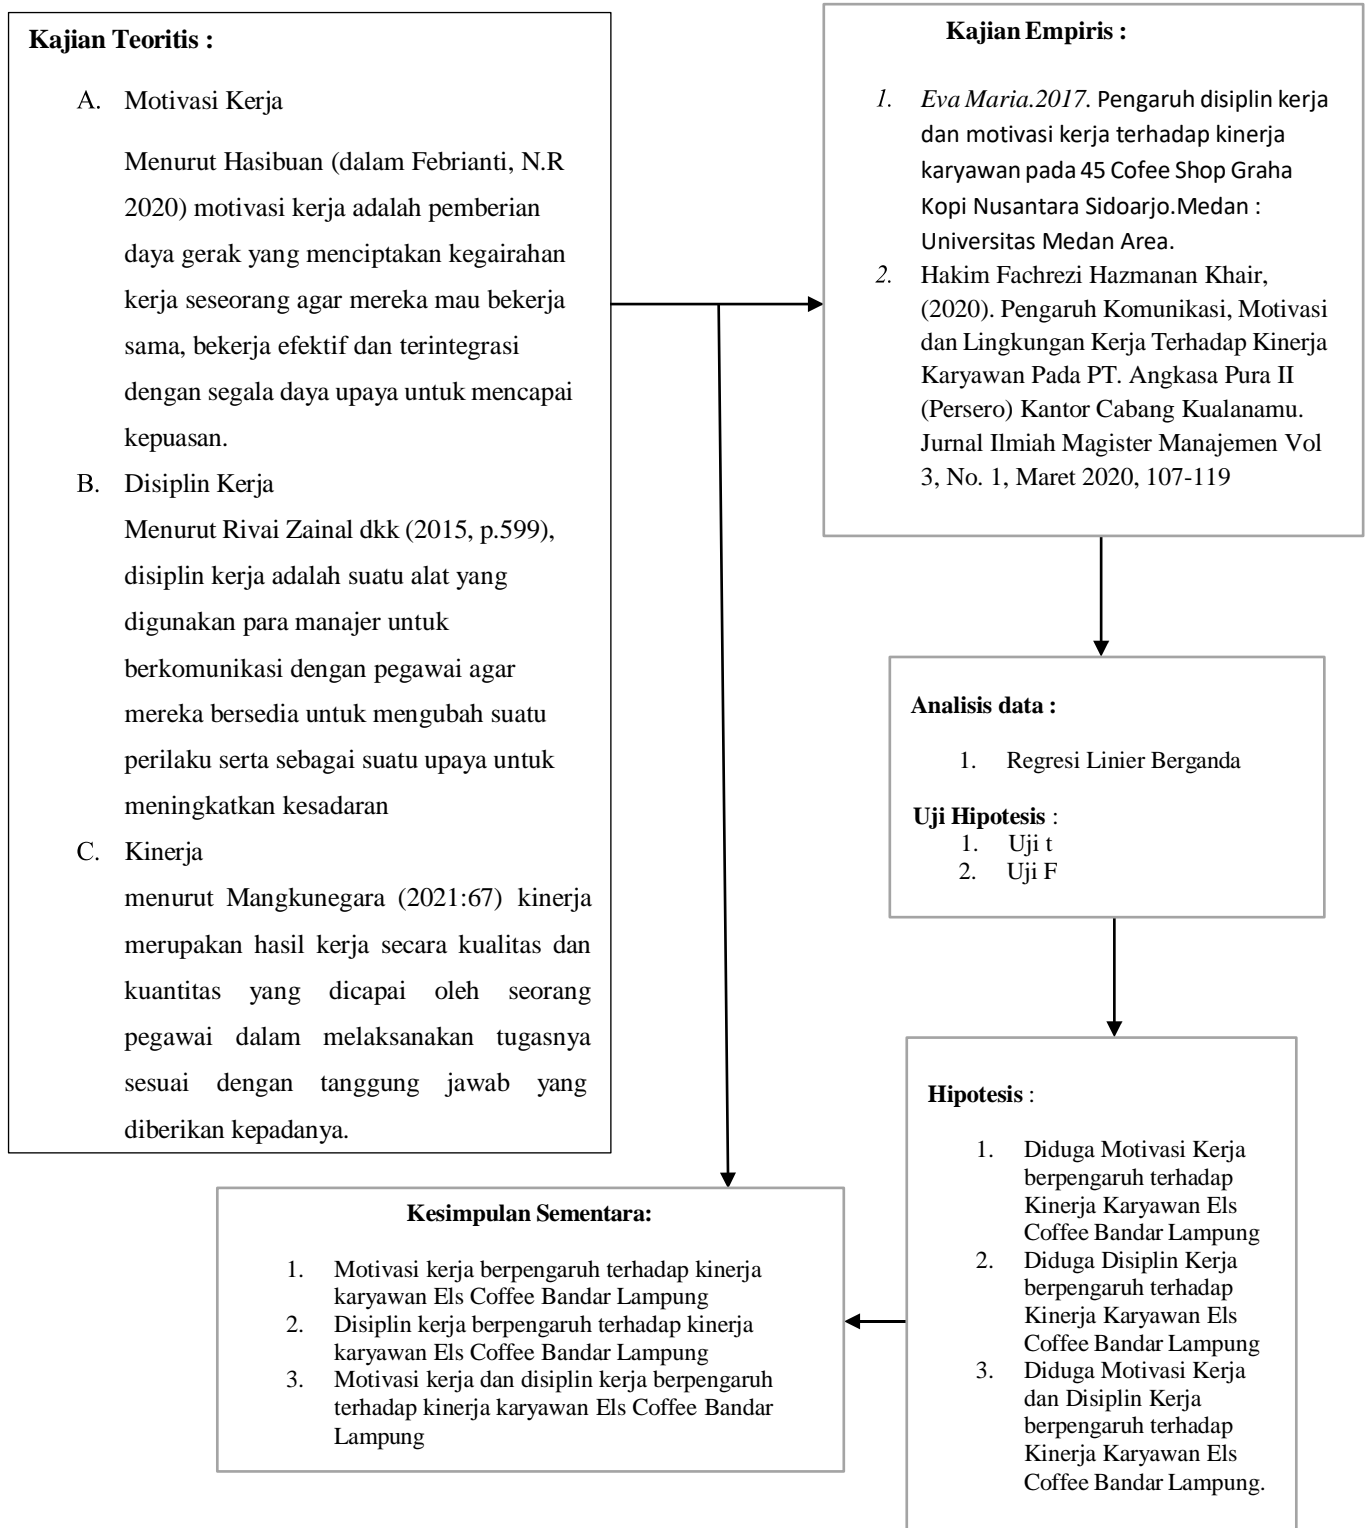 Kajian Teoritis :
A. Motivasi Kerja
Menurut Hasibuan (dalam Febrianti, N.R
2020) motivasi kerja adalah pemberian
daya gerak yang menciptakan kegairahan
kerja seseorang agar mereka mau bekerja
sama, bekerja efektif dan terintegrasi
dengan segala daya upaya untuk mencapai
kepuasan.
B. Disiplin Kerja
Menurut Rivai Zainal dkk (2015, p.599),
disiplin kerja adalah suatu alat yang
digunakan para manajer untuk
berkomunikasi dengan pegawai agar
mereka bersedia untuk mengubah suatu
perilaku serta sebagai suatu upaya untuk
meningkatkan kesadaran
C. Kinerja
menurut Mangkunegara (2021:67) kinerja
merupakan hasil kerja secara kualitas dan
kuantitas yang dicapai oleh seorang
pegawai dalam melaksanakan tugasnya
sesuai dengan tanggung jawab yang
diberikan kepadanya.
Kajian Empiris :
1. Eva Maria.2017. Pengaruh disiplin kerja
dan motivasi kerja terhadap kinerja
karyawan pada 45 Cofee Shop Graha
Kopi Nusantara Sidoarjo.Medan :
Universitas Medan Area.
2. Hakim Fachrezi Hazmanan Khair,
(2020). Pengaruh Komunikasi, Motivasi
dan Lingkungan Kerja Terhadap Kinerja
Karyawan Pada PT. Angkasa Pura II
(Persero) Kantor Cabang Kualanamu.
Jurnal Ilmiah Magister Manajemen Vol
3, No. 1, Maret 2020, 107-119
Analisis data :
1. Regresi Linier Berganda
Uji Hipotesis :
1. Uji t
2. Uji F
Hipotesis :
1. Diduga Motivasi Kerja
berpengaruh terhadap
Kinerja Karyawan Els
Coffee Bandar Lampung
2. Diduga Disiplin Kerja
berpengaruh terhadap
Kinerja Karyawan Els
Coffee Bandar Lampung
3. Diduga Motivasi Kerja
dan Disiplin Kerja
berpengaruh terhadap
Kinerja Karyawan Els
Coffee Bandar Lampung.
Kesimpulan Sementara:
1. Motivasi kerja berpengaruh terhadap kinerja
karyawan Els Coffee Bandar Lampung
2. Disiplin kerja berpengaruh terhadap kinerja
karyawan Els Coffee Bandar Lampung
3. Motivasi kerja dan disiplin kerja berpengaruh
terhadap kinerja karyawan Els Coffee Bandar
Lampung